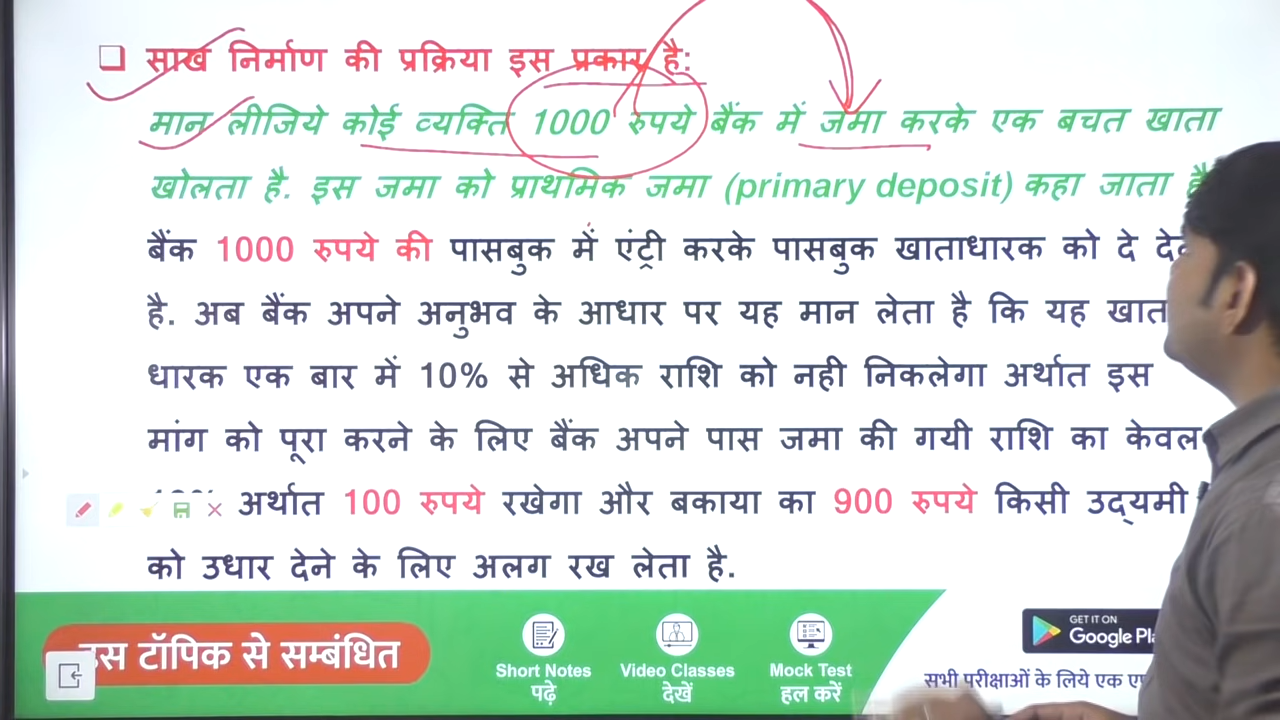 साख निर्माण की प्रक्रिया इस प्रकार है:
मान लीजिये कोई व्यक्ति 1000 रुपये बैंक में जमा करके एक बचत खाता
खोलता है. इस जमा को प्राथमिक जमा (primary deposit) कहा जाता है
बैंक 1000 रुपये की पासबुक में एंट्री करके पासबुक खाताधारक को दे
है. अब बैंक अपने अनुभव के आधार पर यह मान लेता है कि यह
धारक एक बार में 10% से अधिक राशि को नही निकलेगा अर्थात इस
मांग को पूरा करने के लिए बैंक अपने पास जमा की गयी राशि का केवल
अर्थात 100 रुपये रखेगा और बकाया का 900 रुपये किसी उद्यमी
को उधार देने के लिए अलग रख लेता है.
इस टॉपिक से सम्बंधित
Short Notes
पढ़े
Video Classes
देखें
Mock Test
हल करें
GET IT ON
Google
सभी परीक्षाओं के लिये एक